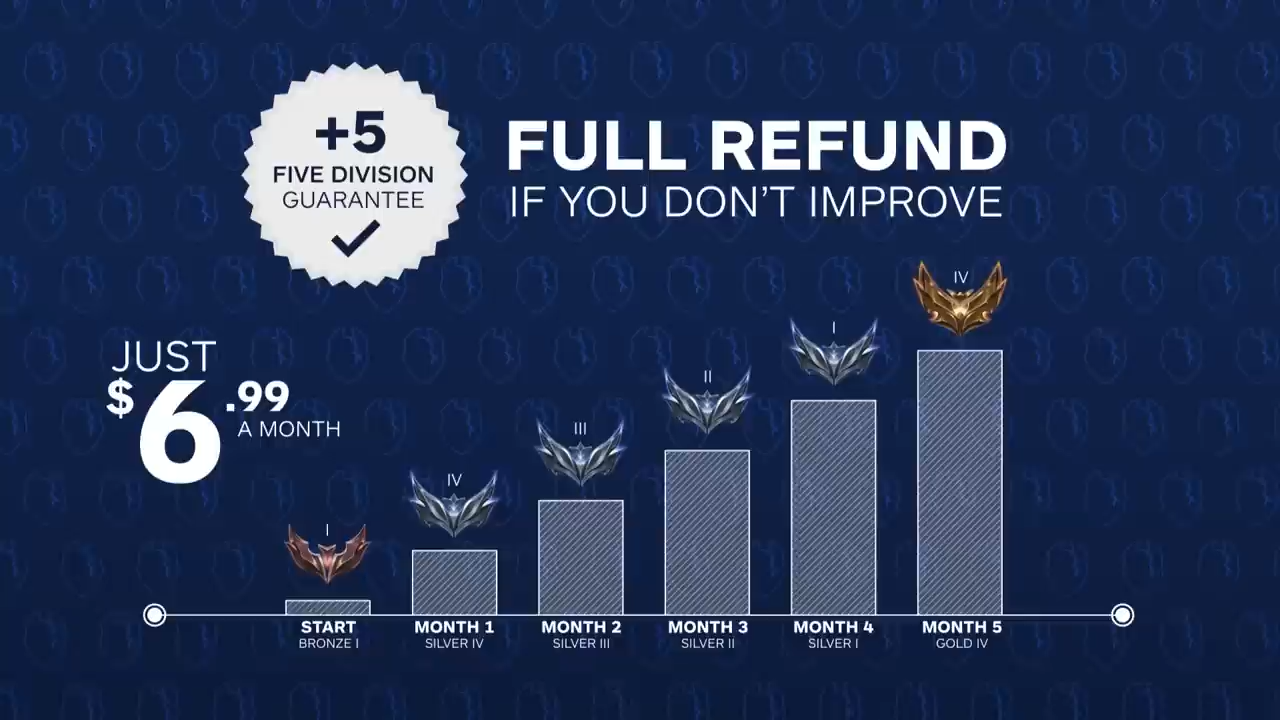 +5
FIVE DIVISION
GUARANTEE
FULL REFUND
IF YOU DON'T IMPROVE
JUST
$6.99
A MONTH
I
IV
III
II
I
IV
START
BRONZE I
MONTH 1
SILVER IV
MONTH 2
SILVER III
MONTH 3
SILVER II
MONTH 4
SILVER I
MONTH 5
GOLD IV